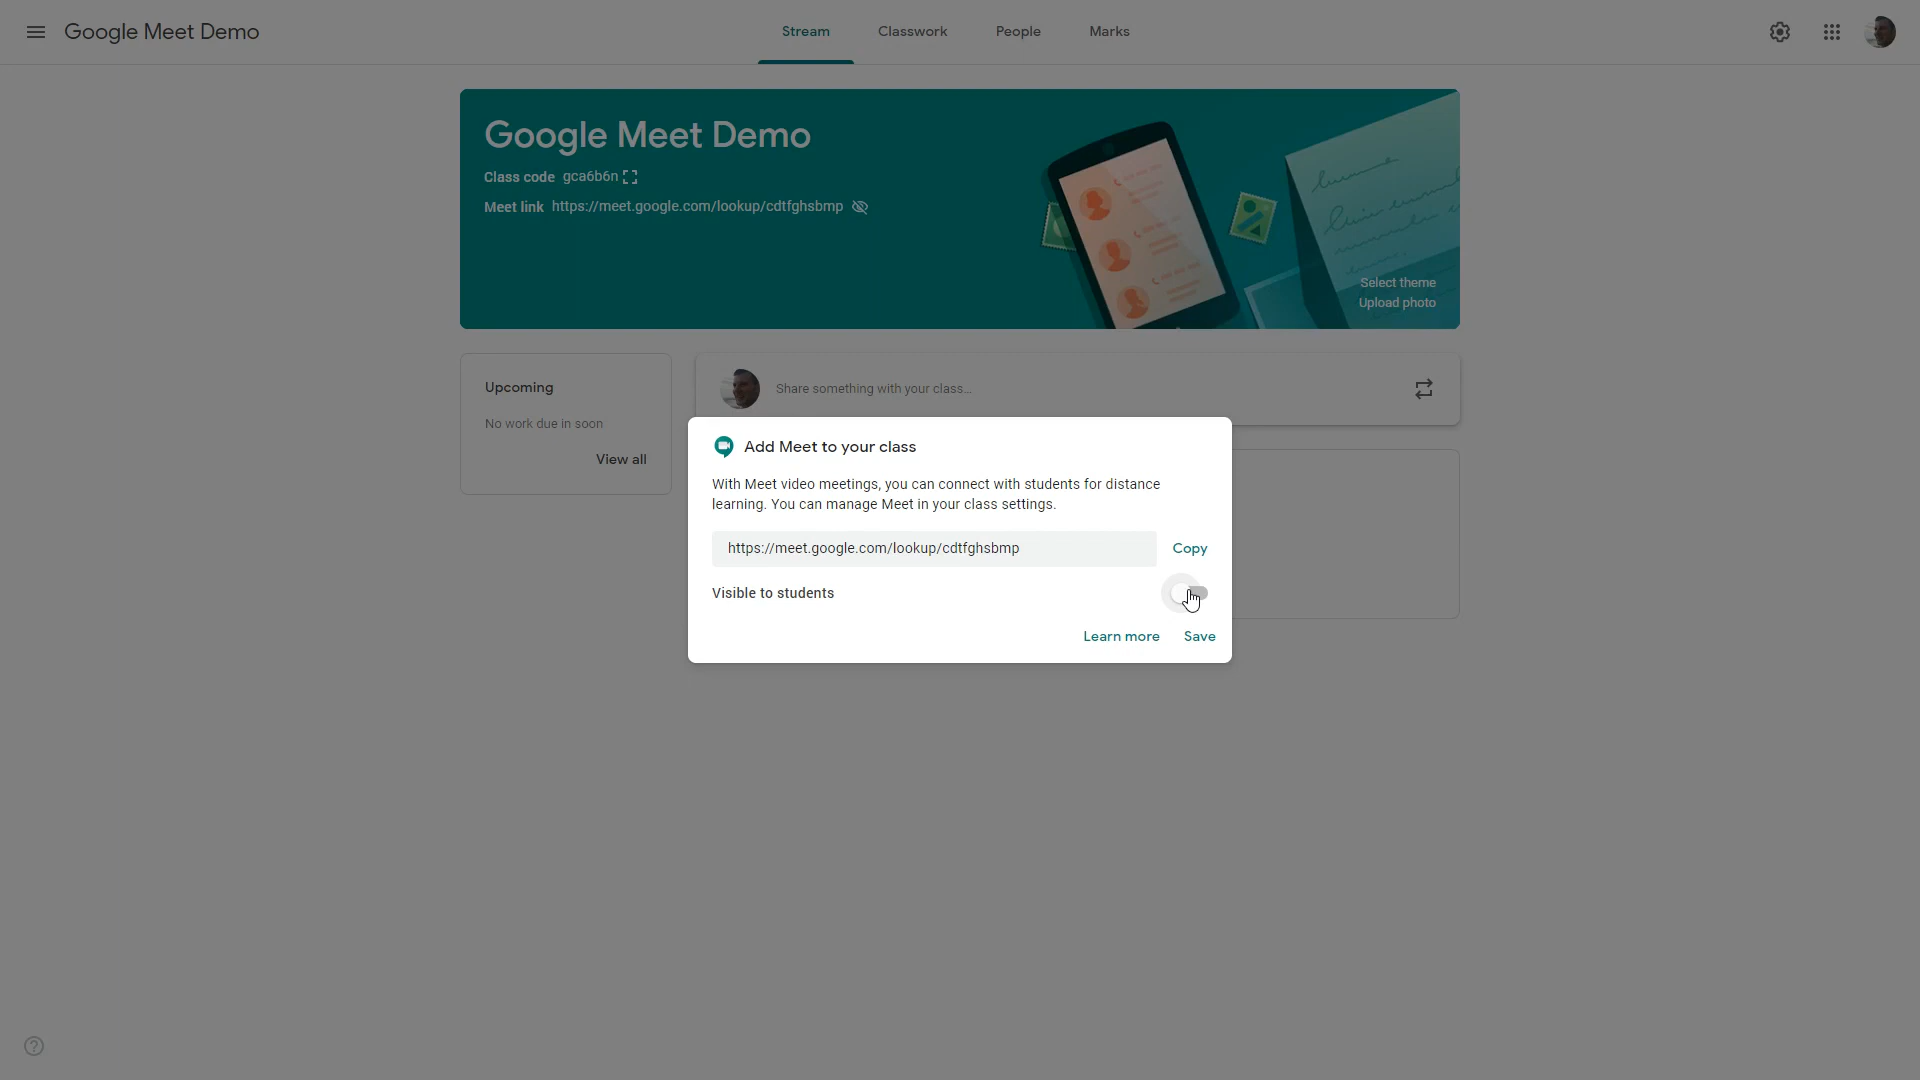 Google Meet Demo
Stream
Classwork
People
Marks
Google Meet Demo
Class code gca6b6n
Meet link https://meet.google.com/lookup/cdtfghsbmp
Select theme
Upload photo
Upcoming
No work due in soon
View all
Share something with your class...
Add Meet to your class
With Meet video meetings, you can connect with students for distance
learning. You can manage Meet in your class settings.
https://meet.google.com/lookup/cdtfghsbmp
Copy
Visible to students
Learn more
Save